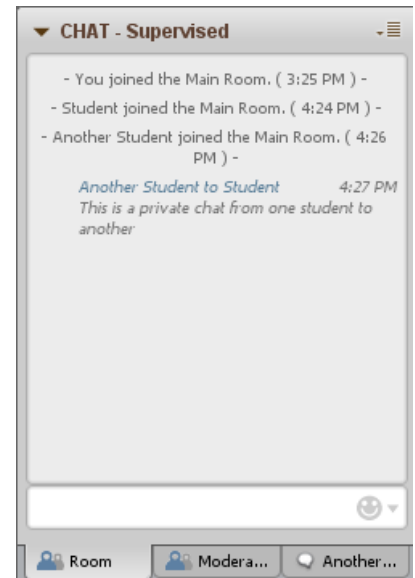 CHAT - Supervised
- You joined the Main Room. ( 3:25 PM ) -
- Student joined the Main Room. ( 4:24 PM ) -
- Another Student joined the Main Room. ( 4:26
PM ) -
Another Student to Student 4:27 PM
This is a private chat from one student to
another
Room Modera... Another...